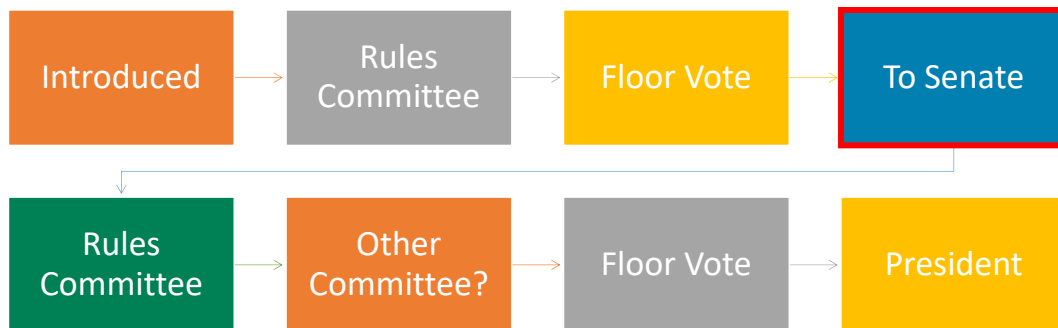 Introduced
Rules
Committee
Floor Vote
To Senate
Rules
Committee
Other
Committee?
Floor Vote
President